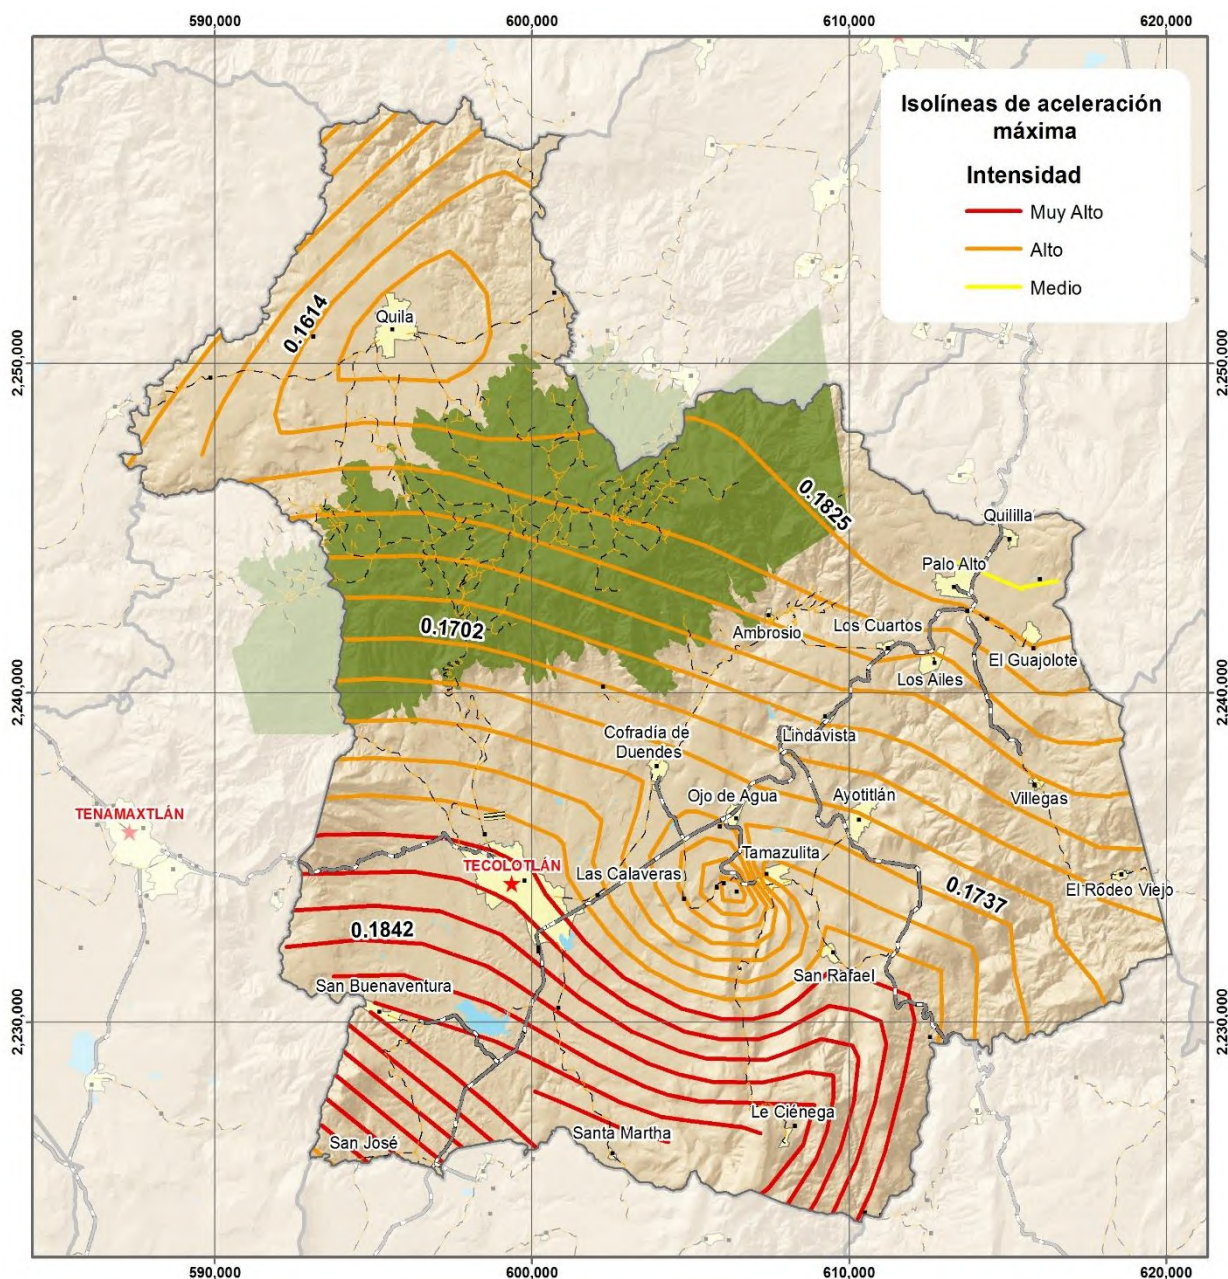 590,000
600,000
610,000
620,000
Isolíneas de aceleración
máxima
Intensidad
Muy Alto
Alto
Medio
0.1614
Quila
2,250,000
2,250,000
0.1825
Quililla
Palo Alto
0.1702
Ambrosio
Los Cuartos
El Guajolote
Los Ailes
2,240,000
2,240,000
Cofradía de
Duendes
Lindavista
Ojo de Agua
Ayotitlán
Villegas
TENAMAXTLÁN
TECOLOTLÁN
Las Calaveras
Tamazulita
El Rodeo Viejo
0.1737
0.1842
San Rafael
San Buenaventura
2,230,000
2,230,000
Le Ciénega
Santa Martha
San José
590,000
600,000
610,000
620,000